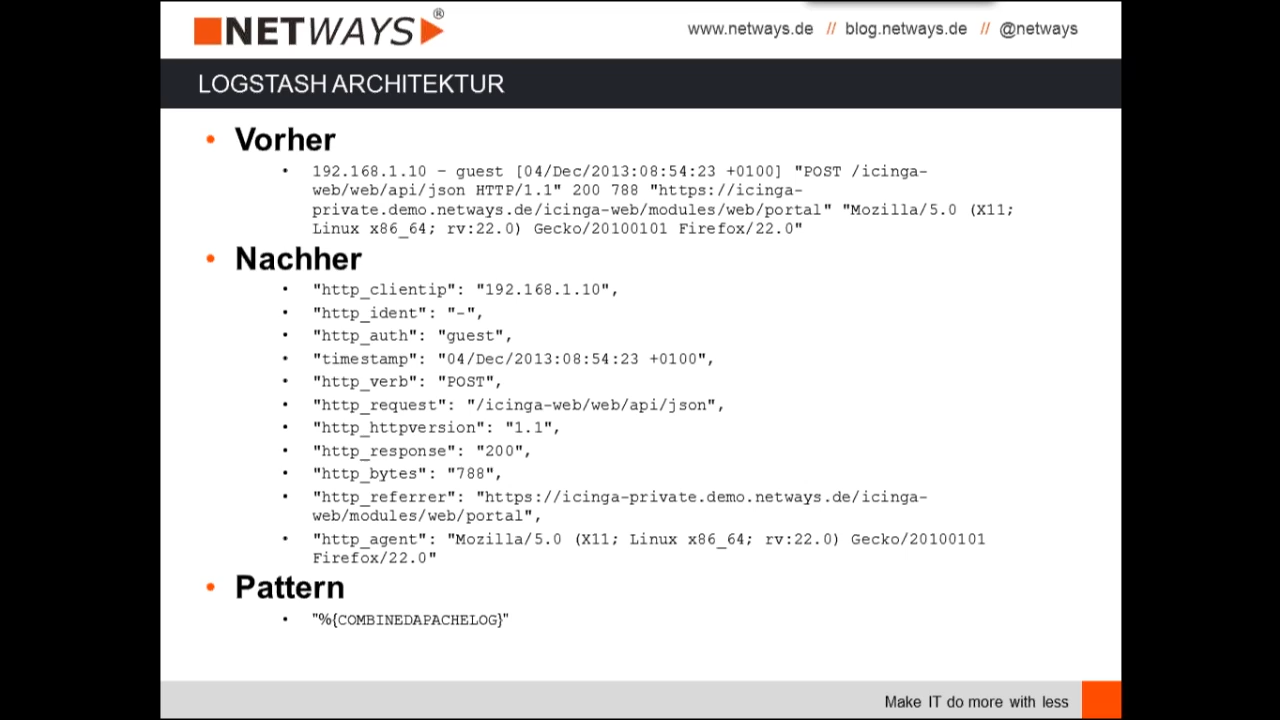 NETWAYS®
www.netways.de // blog.netways.de // @netways
LOGSTASH ARCHITEKTUR
• Vorher
• 192.168.1.10 - guest [04/Dec/2013:08:54:23 +0100] "POST /icinga-
web/web/api/json HTTP/1.1" 200 788 "https://icinga-
private.demo.netways.de/icinga-web/modules/web/portal" "Mozilla/5.0 (X11;
Linux x86_64; rv:22.0) Gecko/20100101 Firefox/22.0"
• Nachher
• "http_clientip": "192.168.1.10",
• "http_ident": "-",
• "http_auth": "guest",
• "timestamp": "04/Dec/2013:08:54:23 +0100",
• "http_verb": "POST",
• "http_request": "/icinga-web/web/api/json",
• "http_httpversion": "1.1",
• "http_response": "200",
• "http_bytes": "788",
• "http_referrer": "https://icinga-private.demo.netways.de/icinga-
web/modules/web/portal",
• "http_agent": "Mozilla/5.0 (X11; Linux x86_64; rv:22.0) Gecko/20100101
Firefox/22.0"
• Pattern
• "%{COMBINEDAPACHELOG}"
Make IT do more with less